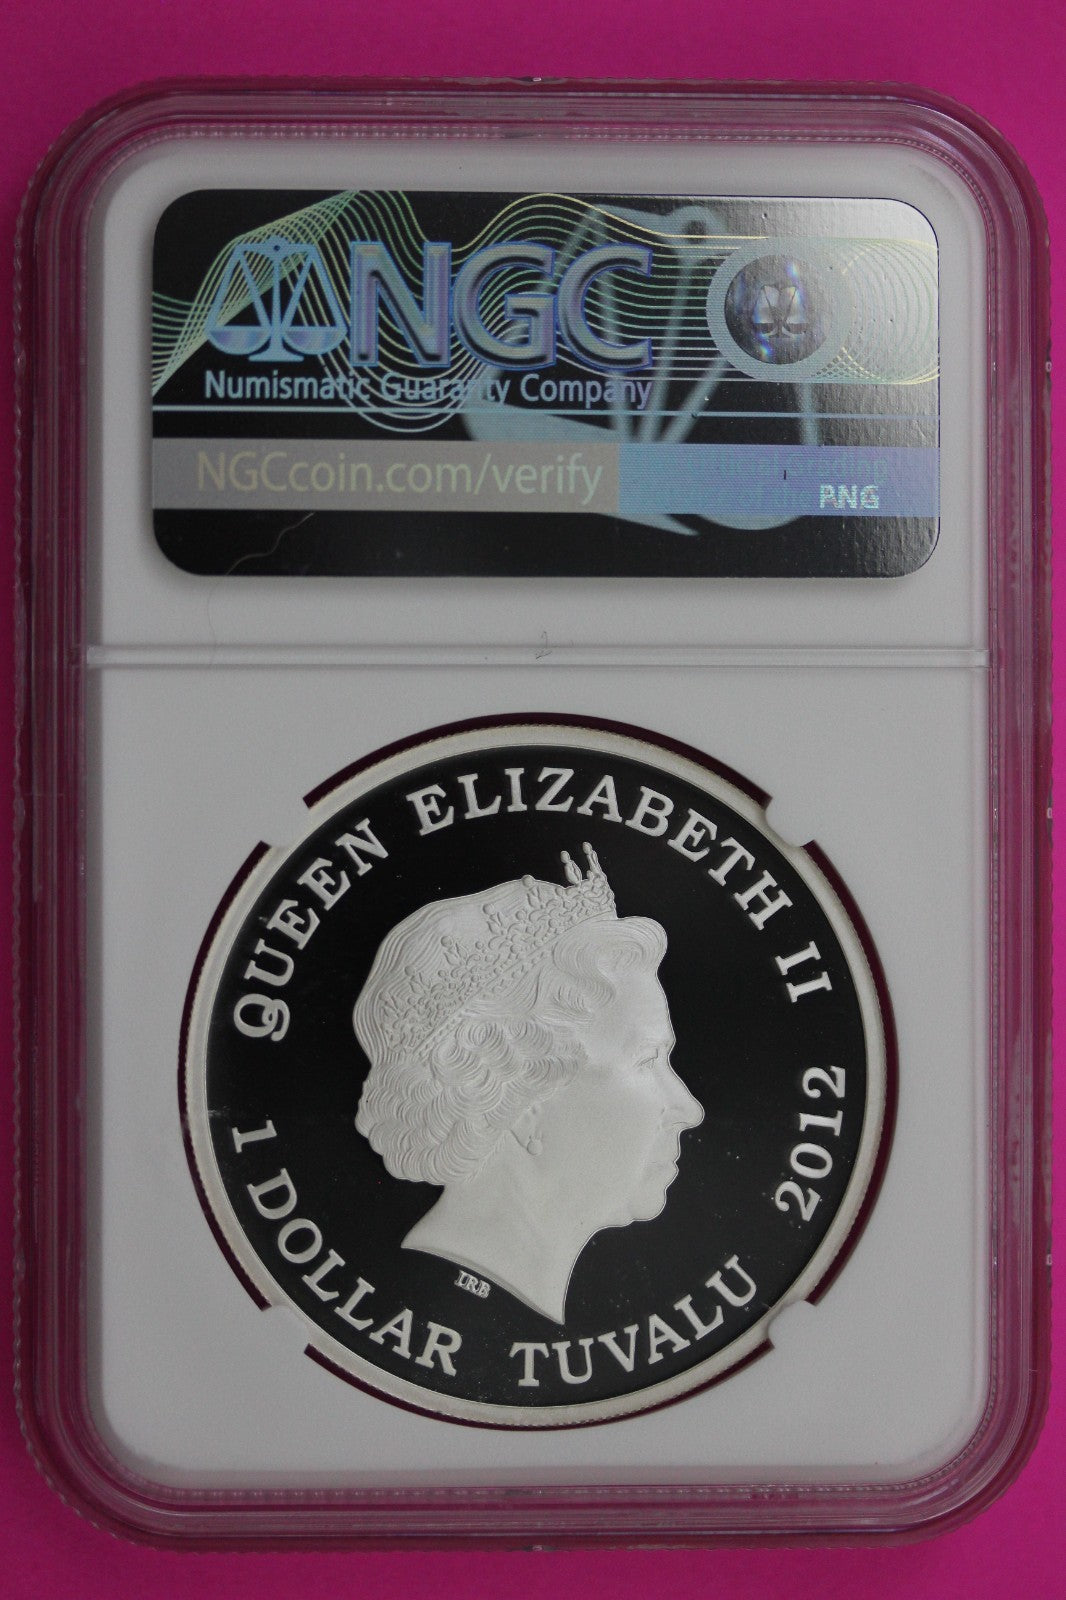 NGC
Numismatic Guaranty Company
NGCcoin.com/verify
PNG
QUEEN ELIZABETH II
2012
1 DOLLAR TUVALU
IRB